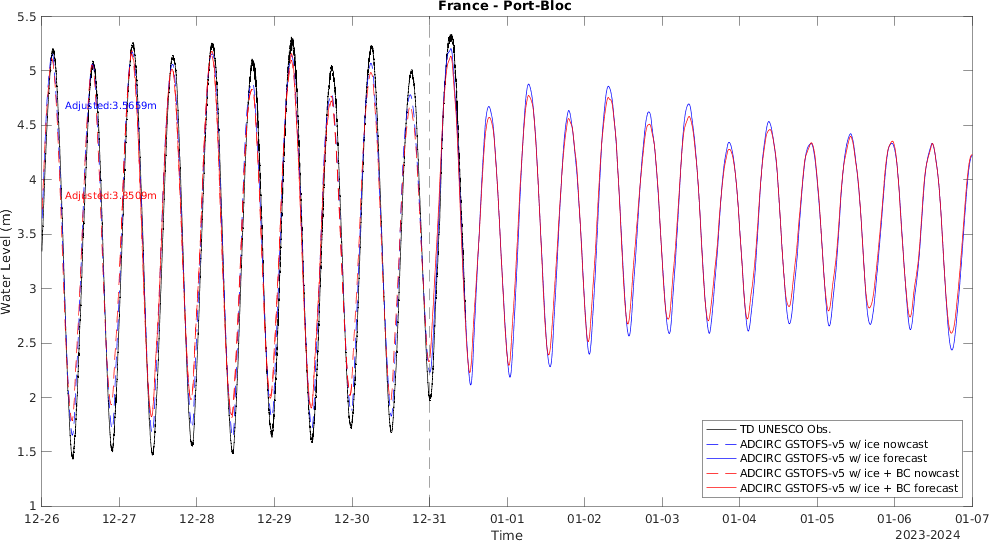 France - Port-Bloc
5.5
5
4.5
4
3.5
3
2.5
2
1.5
1
Water Level (m)
Adjusted:3.5659m
Adjusted:3.8509m
TD UNESCO Obs.
ADCIRC GSTOFS-v5 w/ ice nowcast
ADCIRC GSTOFS-v5 w/ ice forecast
ADCIRC GSTOFS-v5 w/ ice + BC nowcast
ADCIRC GSTOFS-v5 w/ ice + BC forecast
12-26 12-27 12-28 12-29 12-30 12-31 01-01 01-02 01-03 01-04 01-05 01-06 01-07
Time
2023-2024